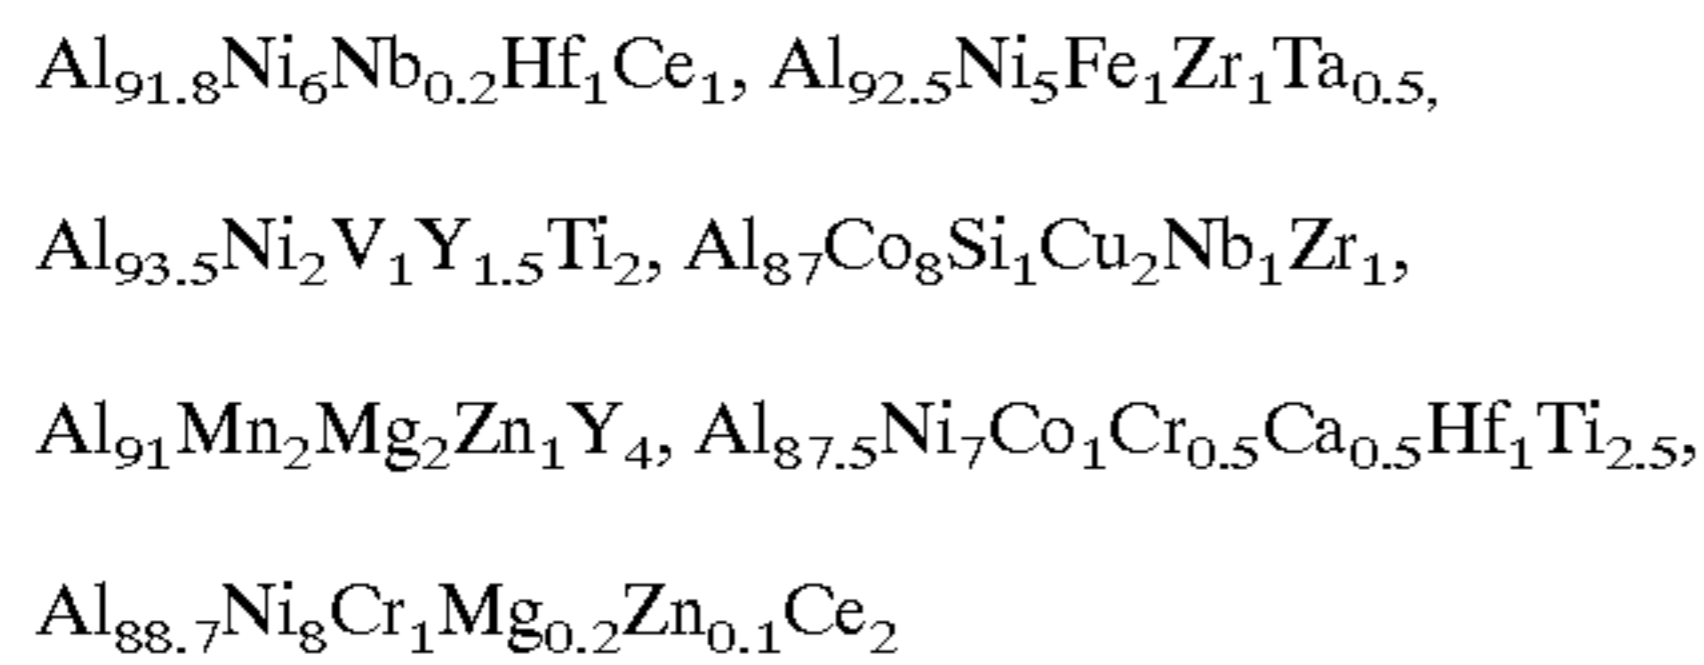 Al₉₁.₈Ni₆Nb₀.₂Hf₁Ce₁, Al₉₂.₅Ni₅Fe₁Zr₁Ta₀.₅,
Al₉₃.₅Ni₂V₁Y₁.₅Ti₂, Al₈₇Co₈Si₁Cu₂Nb₁Zr₁,
Al₉₁Mn₂Mg₂Zn₁Y₄, Al₈₇.₅Ni₇Co₁Cr₀.₅Ca₀.₅Hf₁Ti₂.₅,
Al₈₈.₇Ni₈Cr₁Mg₀.₂Zn₀.₁Ce₂